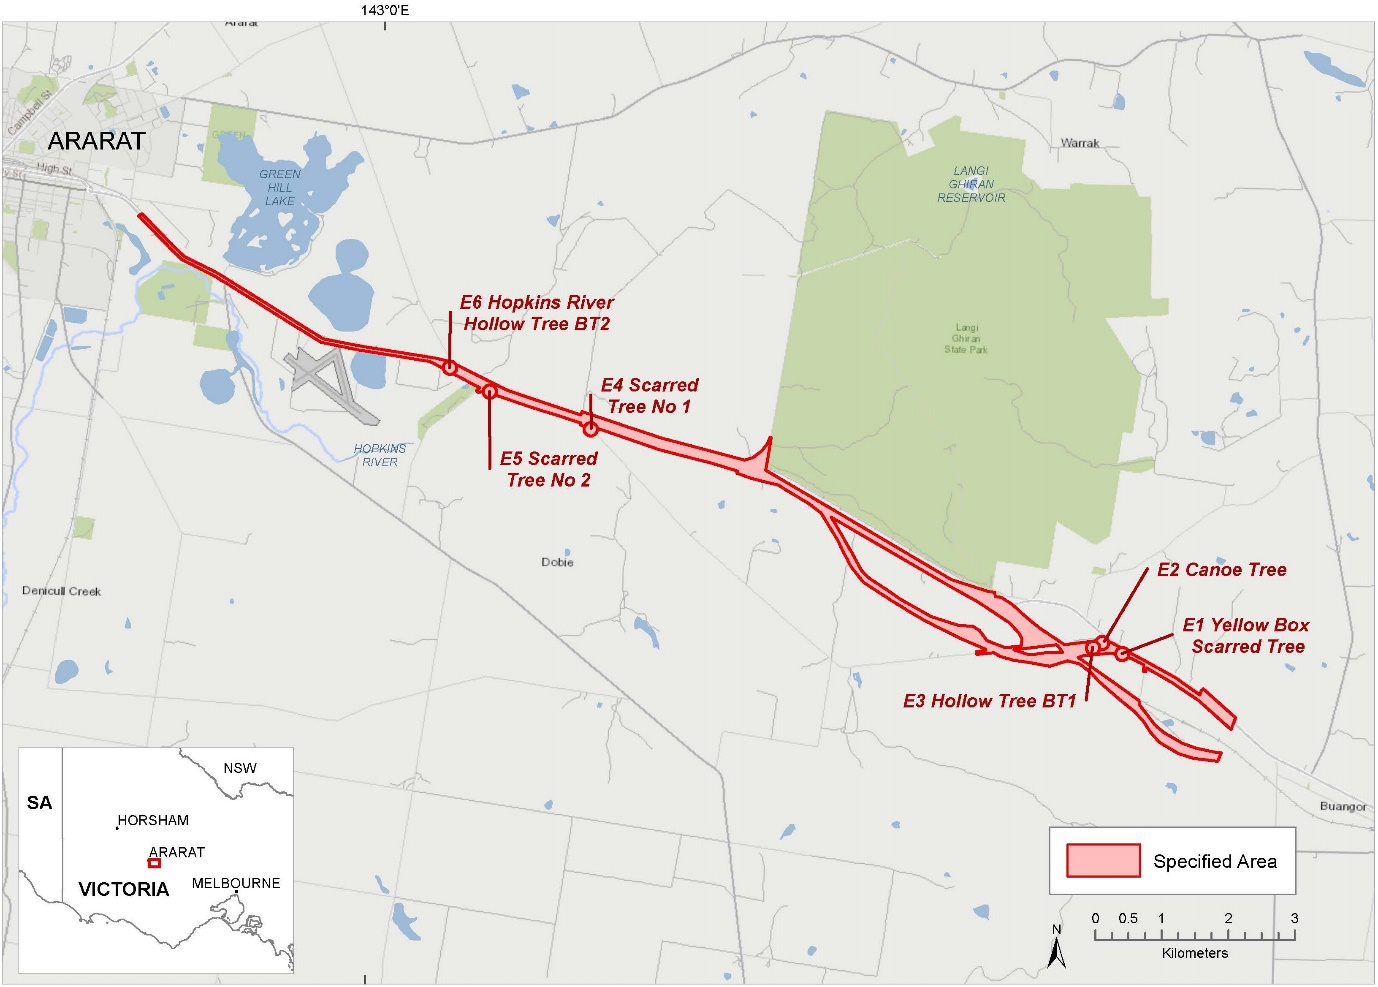 143°0'E
Ararat
Campbell St
ARARAT
High St
GREEN
GREEN
HILL
LAKE
Warrak
LANGI
GHIRAN
RESERVOIR
E6 Hopkins River
Hollow Tree BT2
Langi
Ghiran
State Park
E4 Scarred
Tree No 1
HOPKINS
RIVER
E5 Scarred
Tree No 2
Dobie
Denicull Creek
E2 Canoe Tree
E1 Yellow Box
Scarred Tree
E3 Hollow Tree BT1
Buangor
NSW
SA
HORSHAM
ARARAT
VICTORIA
MELBOURNE
Specified Area
N
0 0.5 1 2 3
Kilometers